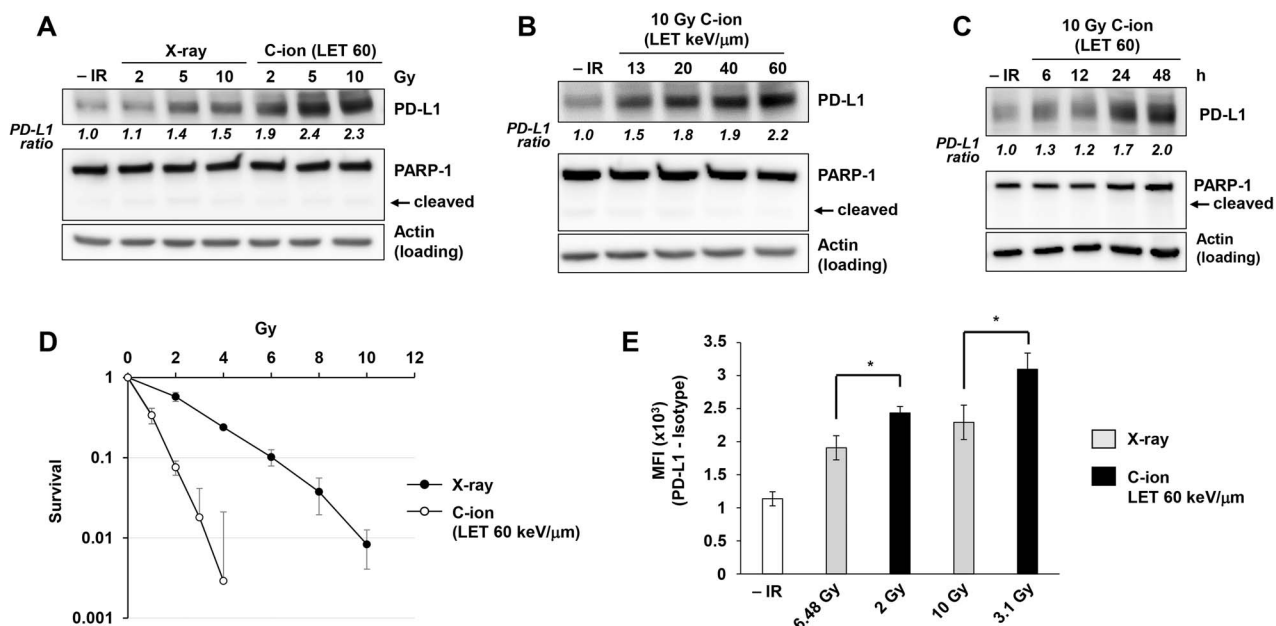 A
X-ray
C-ion (LET 60)
– IR
2
5
10
2
5
10
Gy
PD-L1
PD-L1
ratio
1.0
1.1
1.4
1.5
1.9
2.4
2.3
PARP-1
cleaved
Actin
(loading)
B
10 Gy C-ion
(LET keV/μm)
– IR
13
20
40
60
PD-L1
PD-L1
ratio
1.0
1.5
1.8
1.9
2.2
PARP-1
cleaved
Actin
(loading)
C
10 Gy C-ion
(LET 60)
– IR
6
12
24
48
h
PD-L1
PD-L1
ratio
1.0
1.3
1.2
1.7
2.0
PARP-1
cleaved
Actin
(loading)
D
Gy
0
2
4
6
8
10
12
1
0.1
0.01
0.001
Survival
X-ray
C-ion
(LET 60 keV/μm)
E
MFI (x10³)
(PD-L1 - Isotype)
3.5
3
2.5
2
1.5
1
0.5
0
*
*
– IR
6.48 Gy
2 Gy
10 Gy
3.1 Gy
X-ray
C-ion
LET 60 keV/μm